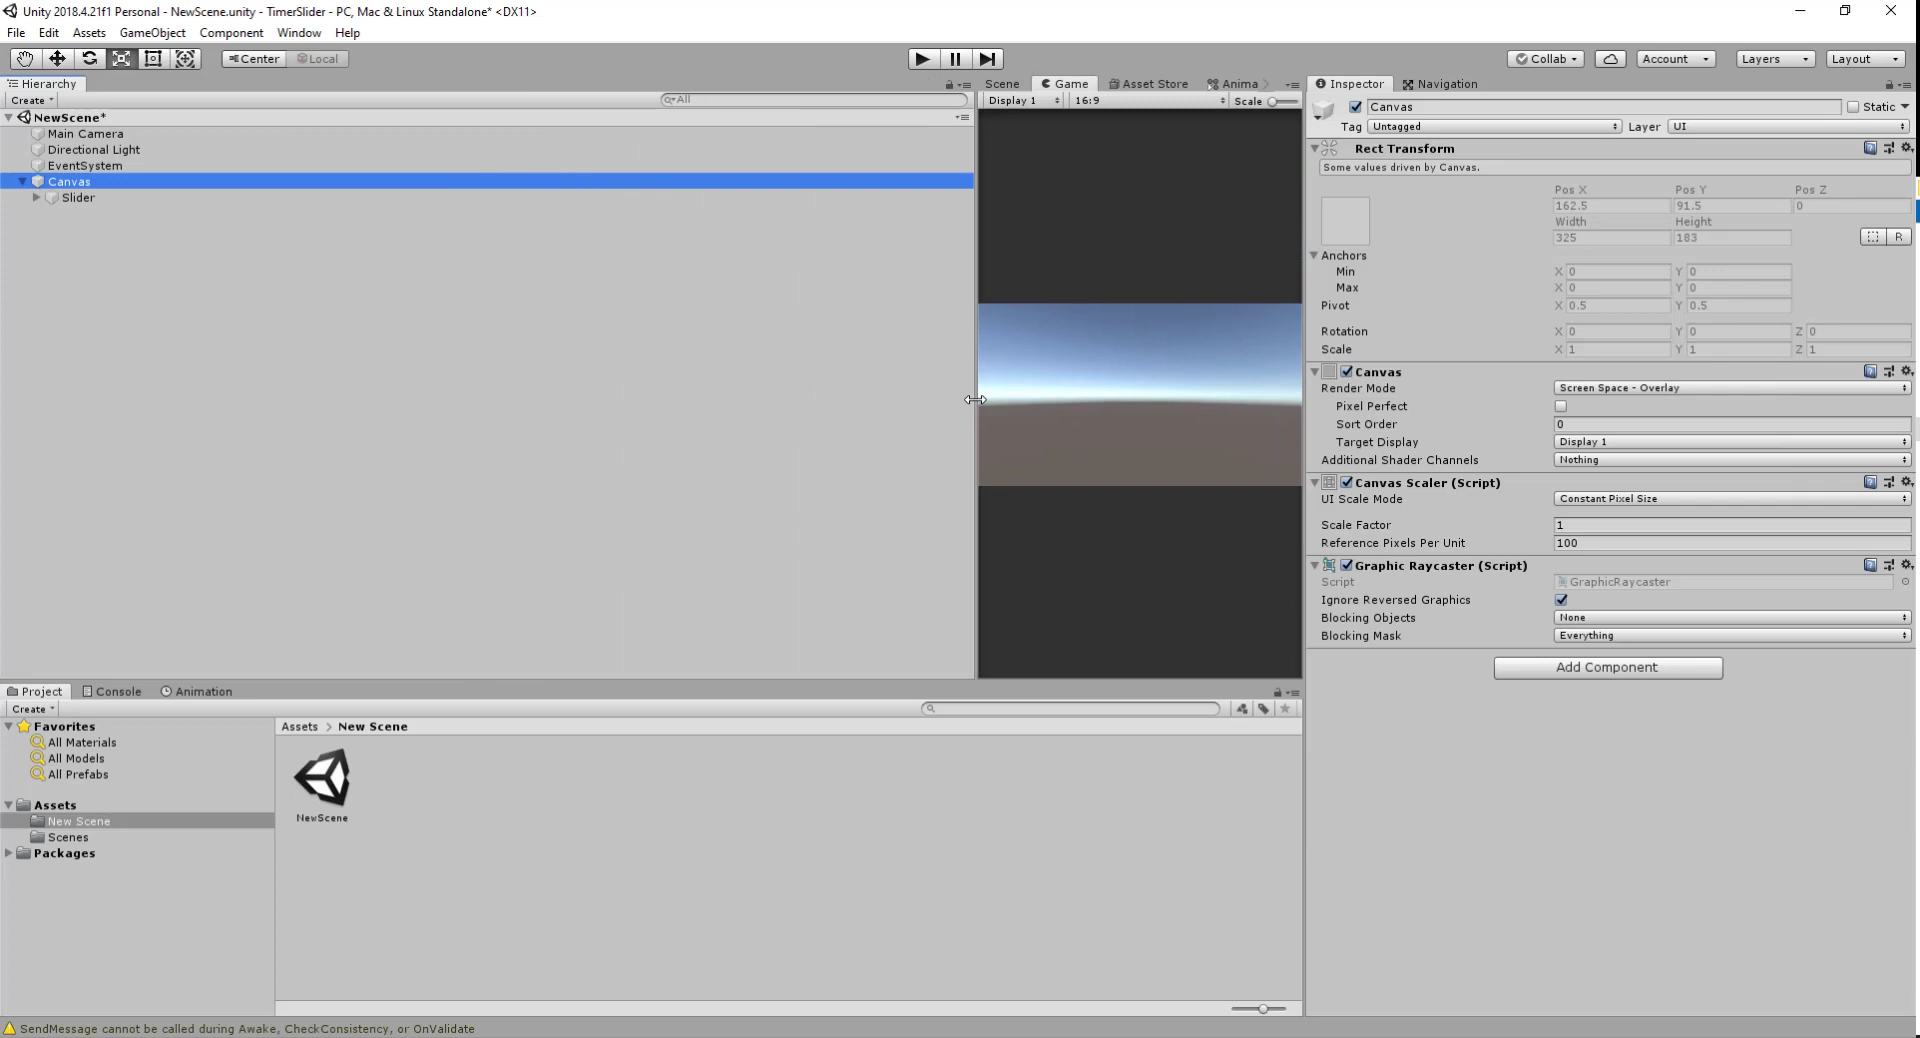 Unity 2018.4.21f1 Personal - NewScene.unity - TimerSlider - PC, Mac & Linux Standalone* <DX11>
File Edit Assets GameObject Component Window Help
Center Local Collab Account Layers Layout
Hierarchy
Create All
NewScene*
Main Camera
Directional Light
EventSystem
Canvas
Slider
Scene Game Asset Store Anima
Display 1 16:9 Scale
Inspector Navigation
Canvas Static
Tag Untagged Layer UI
Rect Transform
Some values driven by Canvas.
Pos X Pos Y Pos Z
162.5 91.5 0
Width Height
325 183
R
Anchors
Min X 0 Y 0
Max X 0 Y 0
Pivot X 0.5 Y 0.5
Rotation X 0 Y 0 Z 0
Scale X 1 Y 1 Z 1
Canvas
Render Mode Screen Space - Overlay
Pixel Perfect
Sort Order 0
Target Display Display 1
Additional Shader Channels Nothing
Canvas Scaler (Script)
UI Scale Mode Constant Pixel Size
Scale Factor 1
Reference Pixels Per Unit 100
Graphic Raycaster (Script)
Script GraphicRaycaster
Ignore Reversed Graphics
Blocking Objects None
Blocking Mask Everything
Add Component
Project Console Animation
Create
Favorites
All Materials
All Models
All Prefabs
Assets
New Scene
Scenes
Packages
Assets > New Scene
NewScene
SendMessage cannot be called during Awake, CheckConsistency, or OnValidate